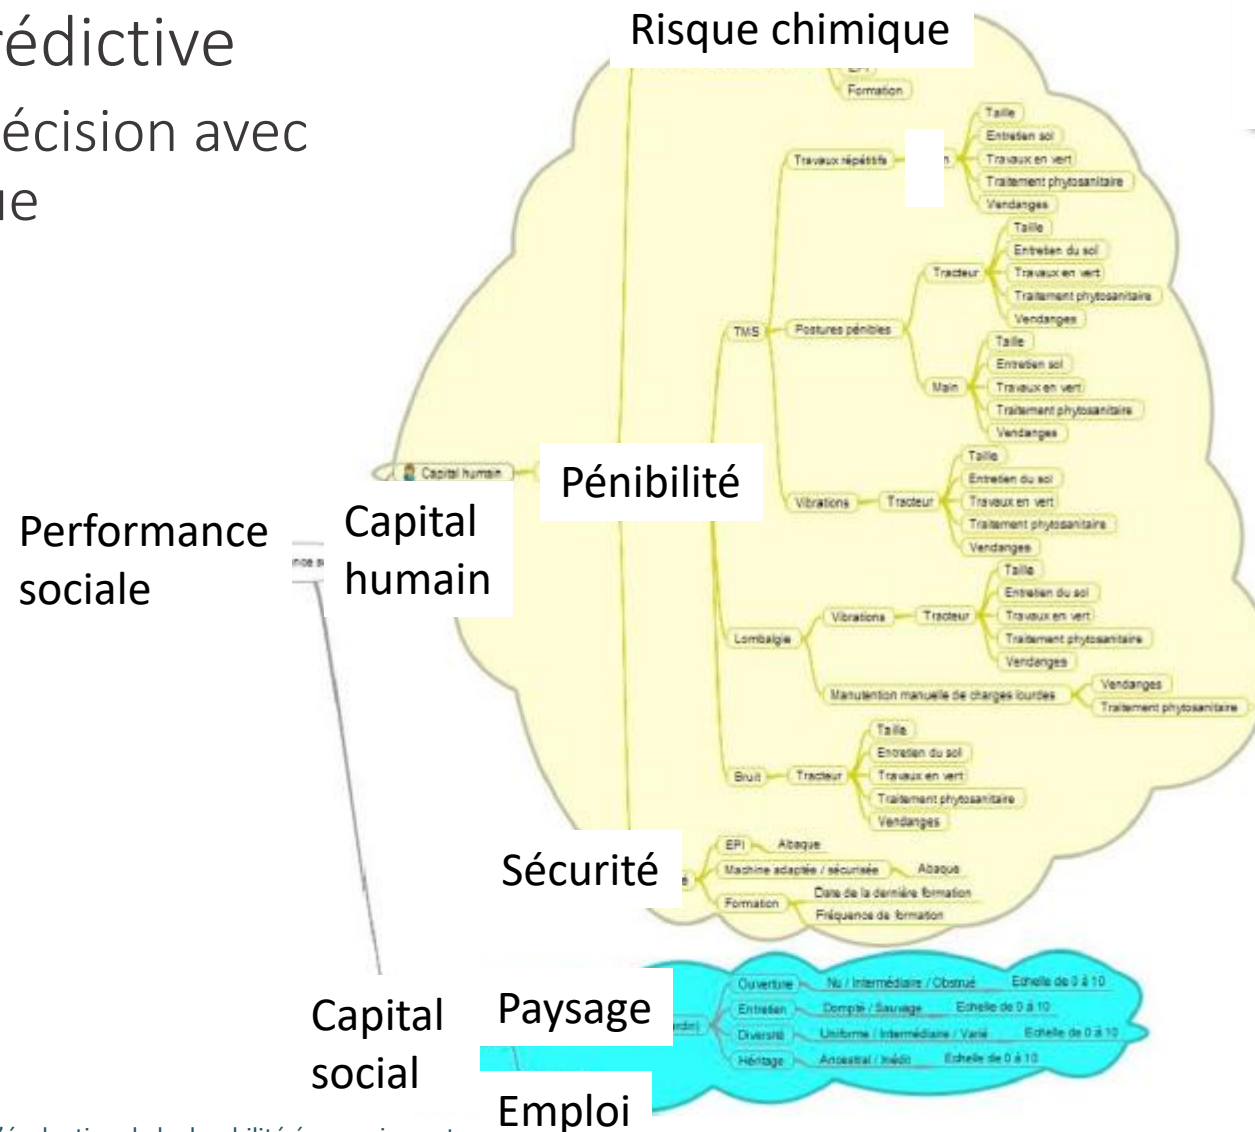 rédictive
écision avec
ue
Risque chimique
EPI
Formation
Travaux répétitifs
n
Taille
Entretien sol
Travaux en vert
Traitement phytosanitaire
Vendanges
TMS
Postures pénibles
Tracteur
Taille
Entretien du sol
Travaux en vert
Traitement phytosanitaire
Vendanges
Main
Taille
Entretien sol
Travaux en vert
Traitement phytosanitaire
Vendanges
Capital humain
Pénibilité
Vibrations
Tracteur
Taille
Entretien du sol
Travaux en vert
Traitement phytosanitaire
Vendanges
Performance
sociale
nce s
Capital
humain
Lombalgie
Vibrations
Tracteur
Taille
Entretien du sol
Travaux en vert
Traitement phytosanitaire
Vendanges
Manutention manuelle de charges lourdes
Vendanges
Traitement phytosanitaire
Bruit
Tracteur
Taille
Entretien du sol
Travaux en vert
Traitement phytosanitaire
Vendanges
Sécurité
é
EPI
Abaque
Machine adaptée / sécurisée
Abaque
Formation
Date de la dernière formation
Fréquence de formation
Capital
social
Paysage
ardin)
Ouverture
Nu / Intermédiaire / Obstrué
Echelle de 0 à 10
Entretien
Dompté / Sauvage
Echelle de 0 à 10
Diversité
Uniforme / Intermédiaire / Varié
Echelle de 0 à 10
Héritage
Ancestral / Inédit
Echelle de 0 à 10
Emploi